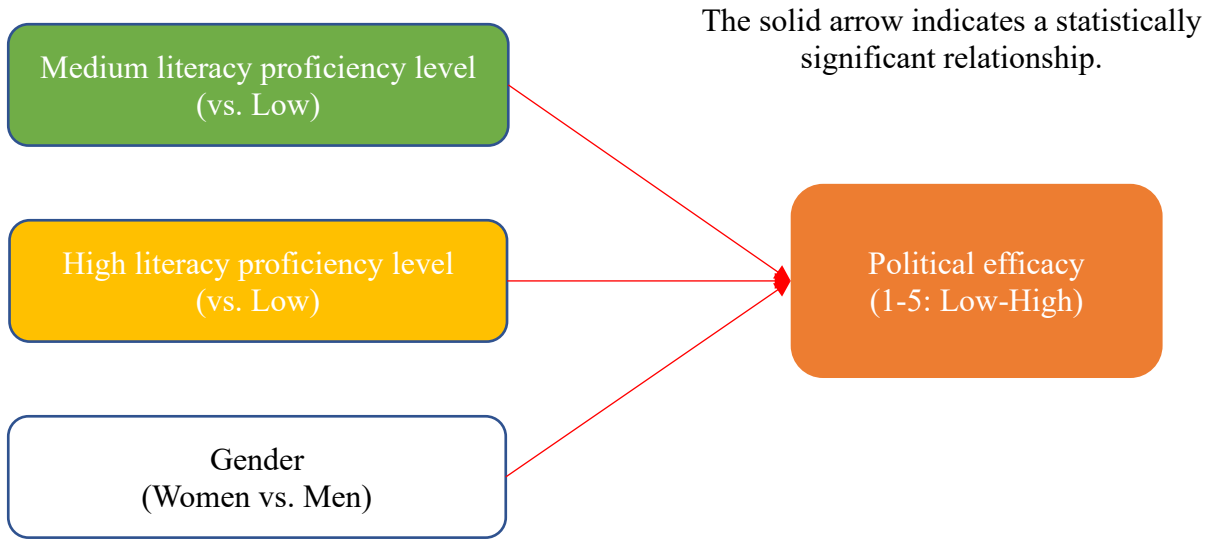 The solid arrow indicates a statistically
significant relationship.
Medium literacy proficiency level
(vs. Low)
High literacy proficiency level
(vs. Low)
Political efficacy
(1-5: Low-High)
Gender
(Women vs. Men)